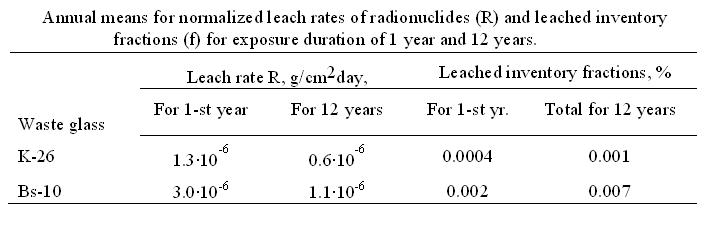 Annual means for normalized leach rates of radionuclides (R) and leached inventory
fractions (f) for exposure duration of 1 year and 12 years.
Leach rate R, g/cm2day, Leached inventory fractions, %
Waste glass For 1-st year For 12 years For 1-st yr. Total for 12 years
K-26 1.3·10-6 0.6·10-6 0.0004 0.001
Bs-10 3.0·10-6 1.1·10-6 0.002 0.007